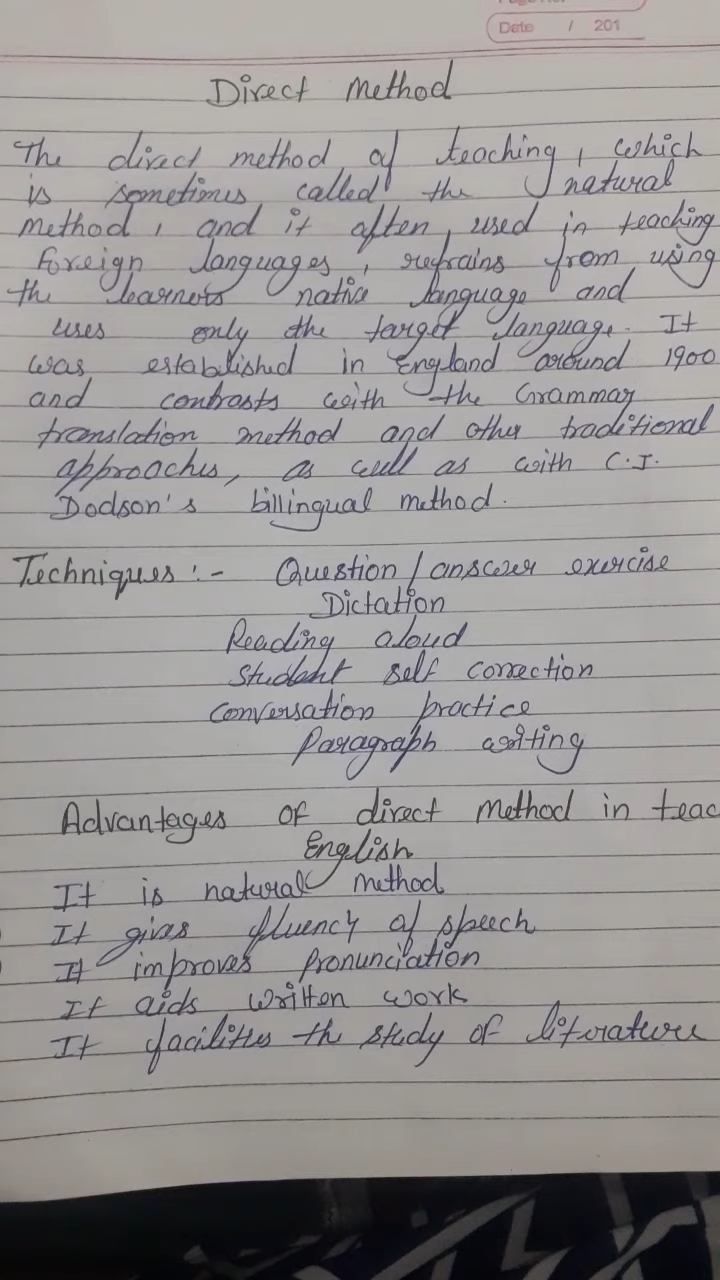 Date / 201
Direct Method
The direct method of teaching, which
is sometimes called the natural
method, and it often used in teaching
foreign languages, refrains from using
the learners native language and
uses only the target language. It
was established in England around 1900
and contrasts with the Grammar
translation method and other traditional
approaches, as well as with C.J.
Dodson's billingual method.
Techniques :- Question / answer exercise
Dictation
Reading aloud
Student self correction
Conversation practice
Paragraph writing
Advantages of direct Method in teac
English
It is natural method
It gives fluency of speech
It improves pronunciation
It aids written work
It facilities the study of literature